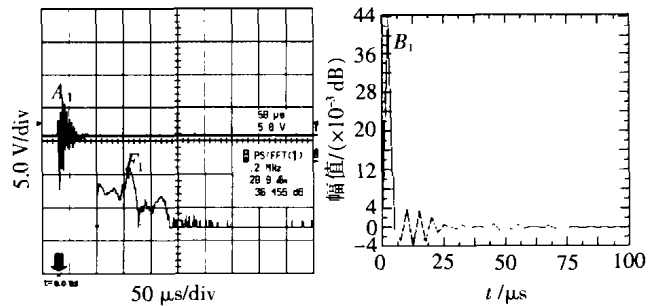 A₁
F₁
50 μs
5.0 V
PS(FFT(1))
.2 MHz
20.0 dBm
36.455 dB
5.0 V/div
50 μs/div
B₁
幅值/(×10⁻³ dB)
44
36
28
20
12
4
-4
0 25 50 75 100
t/μs